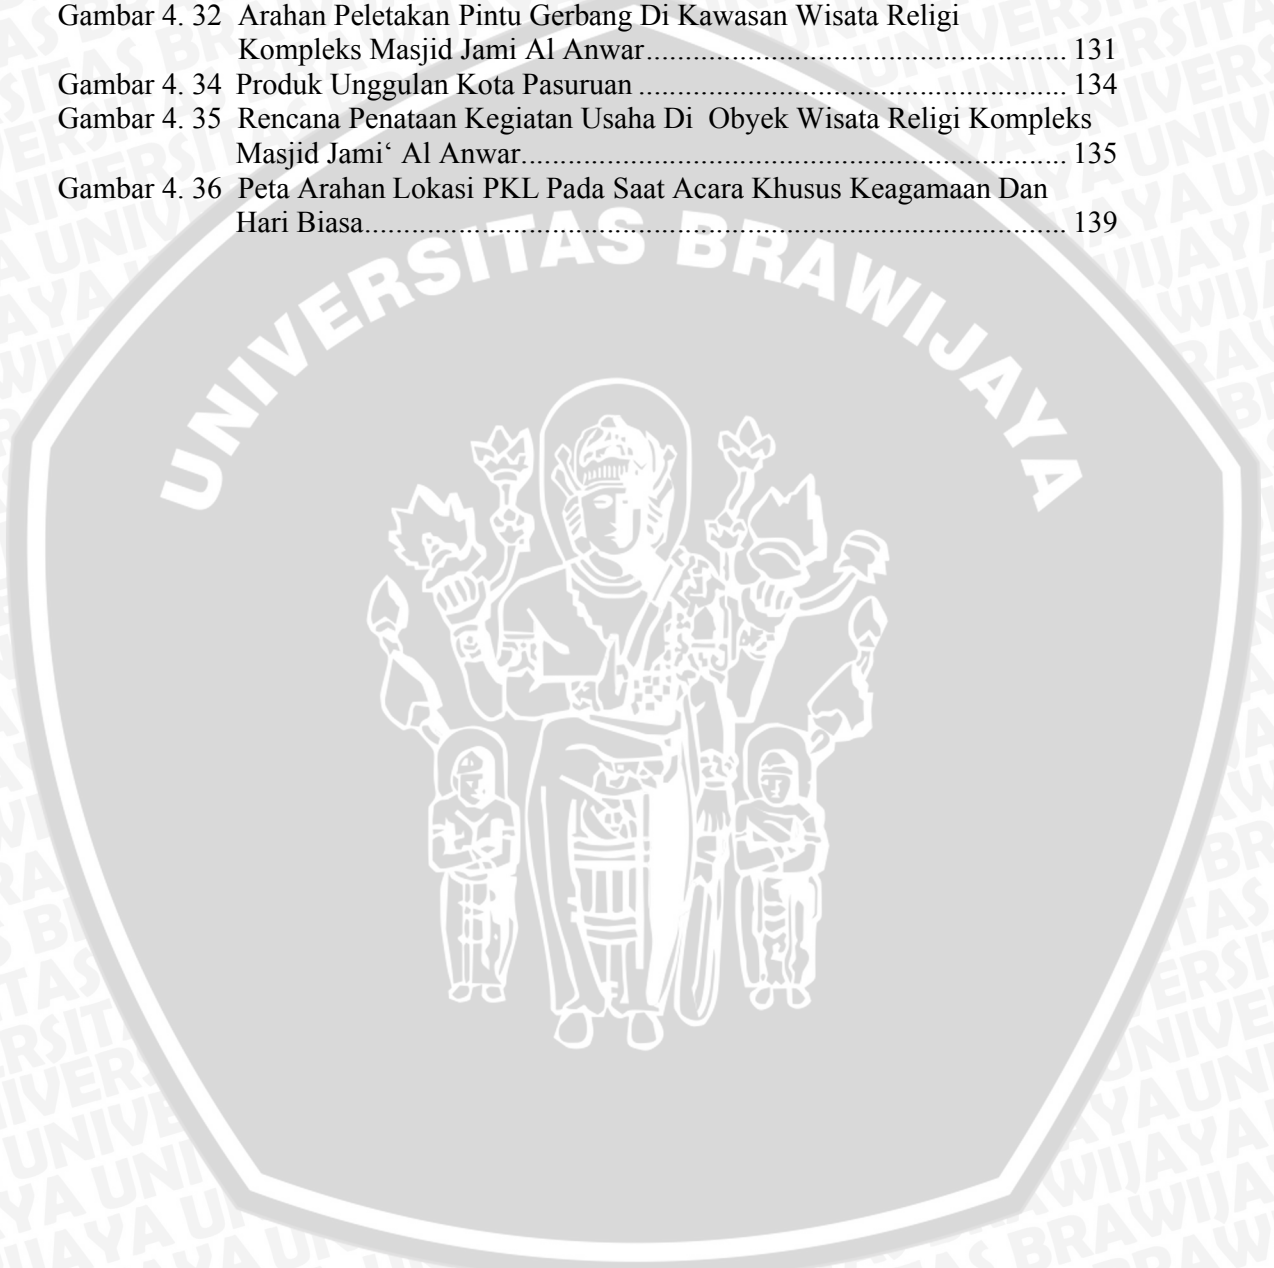 Gambar 4. 32 Arahan Peletakan Pintu Gerbang Di Kawasan Wisata Religi
Kompleks Masjid Jami Al Anwar................................................................. 131
Gambar 4. 34 Produk Unggulan Kota Pasuruan .................................................................. 134
Gambar 4. 35 Rencana Penataan Kegiatan Usaha Di Obyek Wisata Religi Kompleks
Masjid Jami‘ Al Anwar.................................................................................... 135
Gambar 4. 36 Peta Arahan Lokasi PKL Pada Saat Acara Khusus Keagamaan Dan
Hari Biasa............................................................................................................ 139
UNIVERSITAS BRAWIJAYA